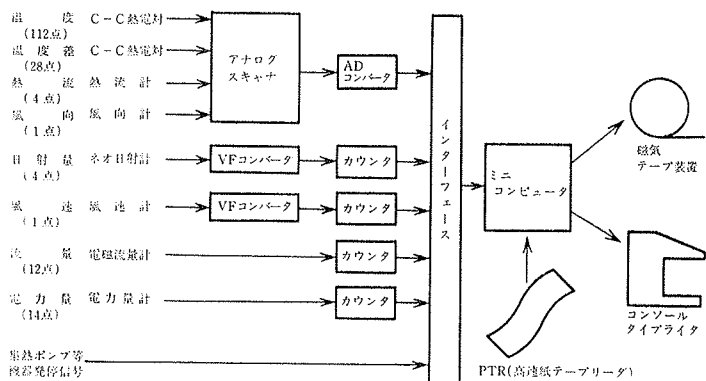 温度 C-C熱電対
(112点)
温度差 C-C熱電対
(28点)
熱流 熱流計
(4点)
風向 風向計
(1点)
日射量 ネオ日射計
(4点)
風速 風速計
(1点)
流量 電磁流量計
(12点)
電力量 電力量計
(14点)
集熱ポンプ等
機器発停信号
アナログ
スキャナ
AD
コンバータ
VFコンバータ
カウンタ
VFコンバータ
カウンタ
カウンタ
カウンタ
インターフェース
ミニ
コンピュータ
磁気
テープ装置
コンソール
タイプライタ
PTR(高速紙テープリーダ)